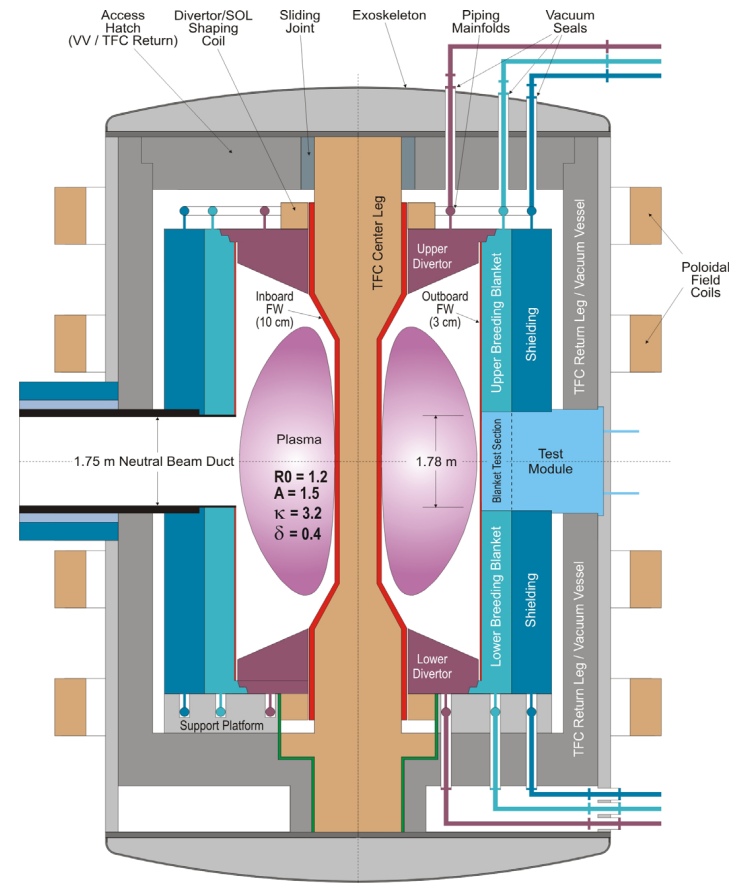 Access
Hatch
(VV / TFC Return)
Divertor/SOL
Shaping
Coil
Sliding
Joint
Exoskeleton
Piping
Mainfolds
Vacuum
Seals
TFC Center Leg
Upper
Divertor
Inboard
FW
(10 cm)
Outboard
FW
(3 cm)
Upper Breeding Blanket
Shielding
TFC Return Leg / Vacuum Vessel
Poloidal
Field
Coils
1.75 m Neutral Beam Duct
Plasma
R0 = 1.2
A = 1.5
κ = 3.2
δ = 0.4
1.78 m
Blanket Test Section
Test
Module
Lower Breeding Blanket
Shielding
TFC Return Leg / Vacuum Vessel
Lower
Divertor
Support Platform